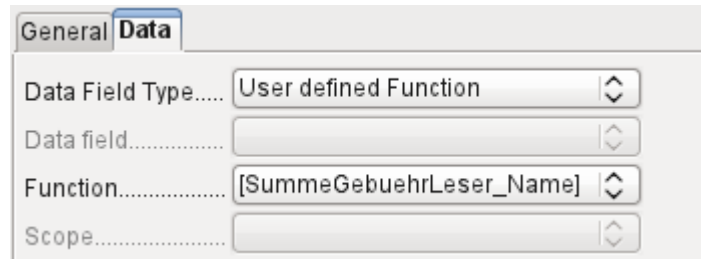 General Data
Data Field Type..... User defined Function
Data field................
Function.................. [SummeGebuehrLeser_Name]
Scope......................